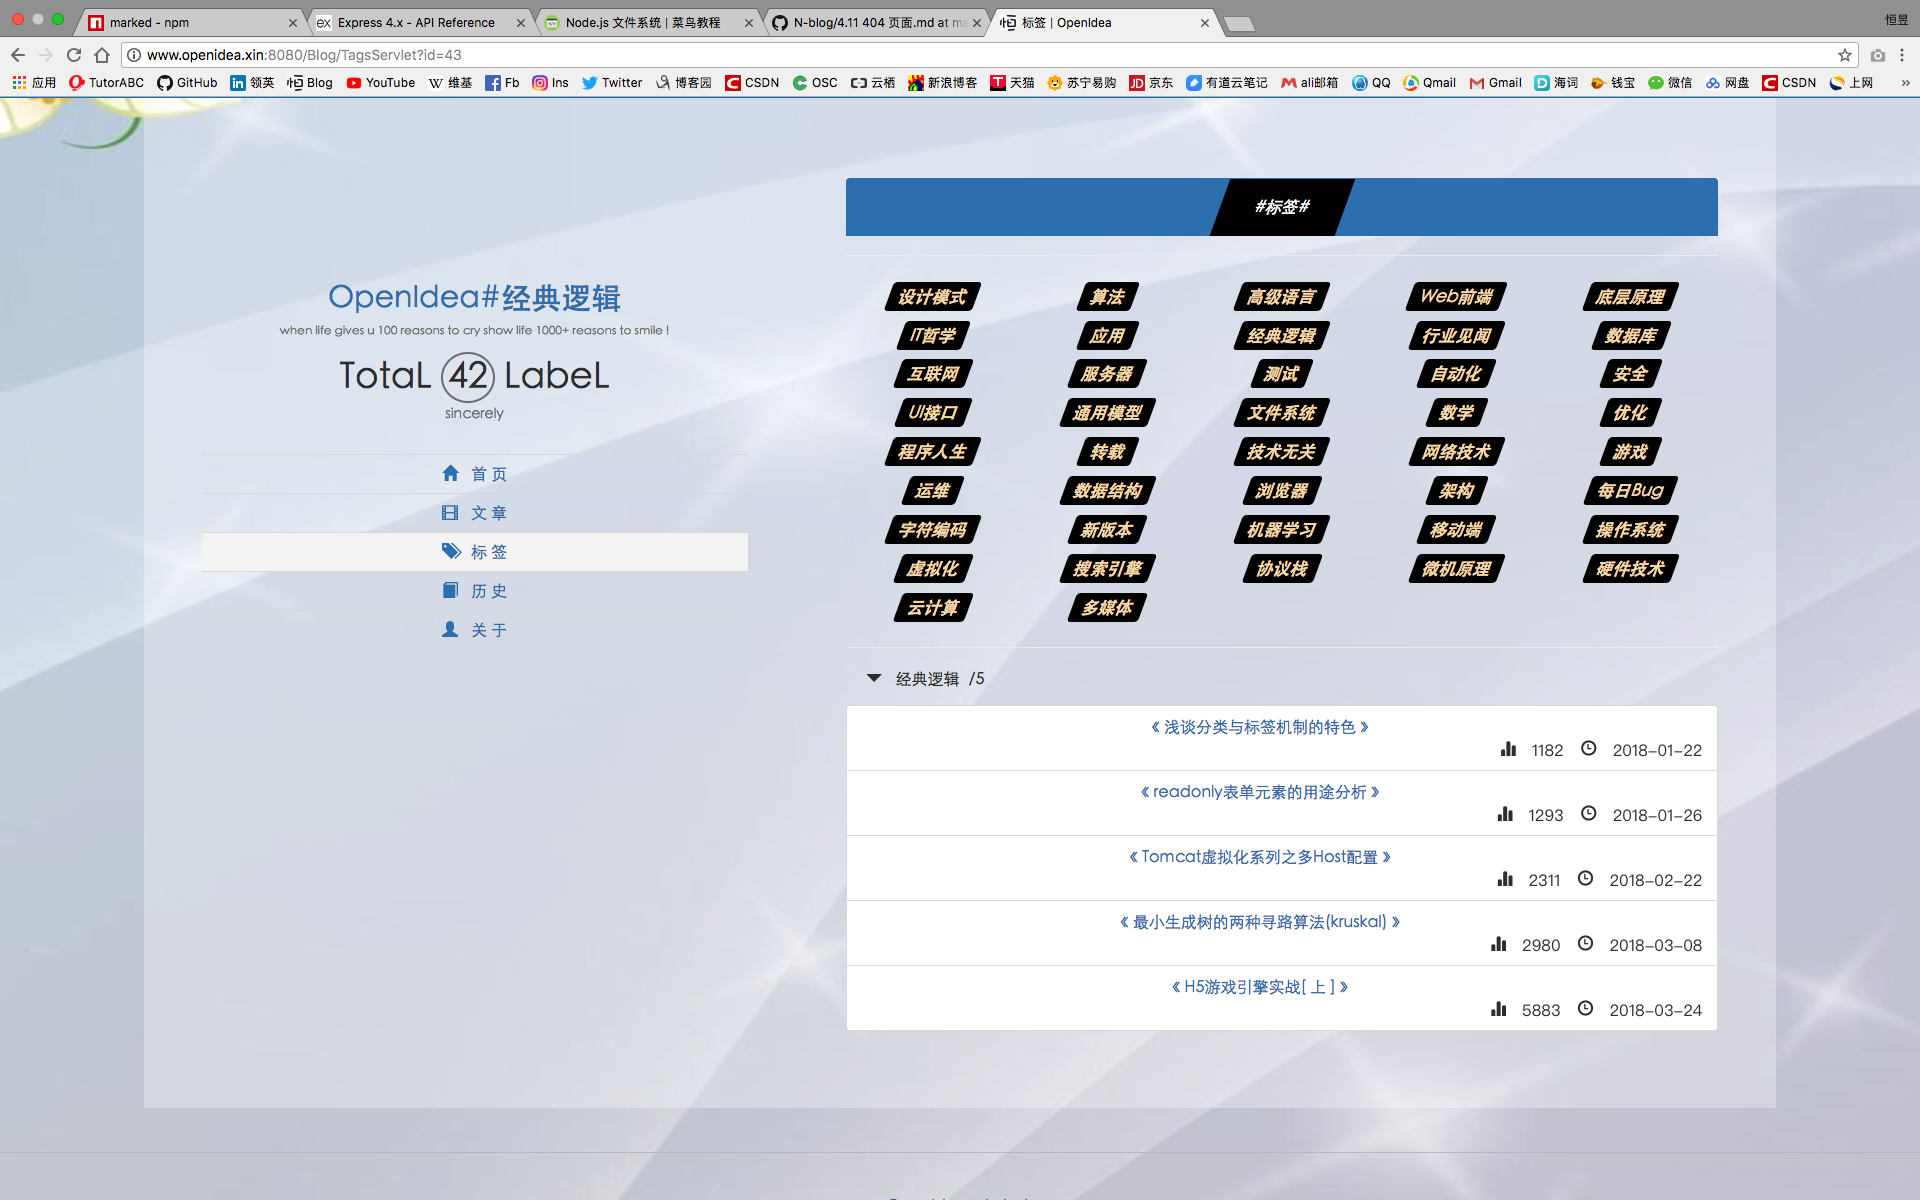 marked - npm
Express 4.x - API Reference
Node.js 文件系统 | 菜鸟教程
N-blog/4.11 404 页面.md at ma
标签 | OpenIdea
恒昱
www.openidea.xin:8080/Blog/TagsServlet?id=43
应用 TutorABC GitHub 领英 Blog YouTube 维基 Fb Ins Twitter 博客园 CSDN OSC 云栖 新浪博客 天猫 苏宁易购 京东 有道云笔记 ali邮箱 QQ Qmail Gmail 海词 钱宝 微信 网盘 CSDN 上网 »
OpenIdea#经典逻辑
when life gives u 100 reasons to cry show life 1000+ reasons to smile !
TotaL 42 LabeL
sincerely
首 页
文 章
标 签
历 史
关 于
#标签#
设计模式 算法 高级语言 Web前端 底层原理
IT哲学 应用 经典逻辑 行业见闻 数据库
互联网 服务器 测试 自动化 安全
UI接口 通用模型 文件系统 数学 优化
程序人生 转载 技术无关 网络技术 游戏
运维 数据结构 浏览器 架构 每日Bug
字符编码 新版本 机器学习 移动端 操作系统
虚拟化 搜索引擎 协议栈 微机原理 硬件技术
云计算 多媒体
经典逻辑 /5
《 浅谈分类与标签机制的特色 》
1182 2018-01-22
《 readonly表单元素的用途分析 》
1293 2018-01-26
《 Tomcat虚拟化系列之多Host配置 》
2311 2018-02-22
《 最小生成树的两种寻路算法(kruskal) 》
2980 2018-03-08
《 H5游戏引擎实战[ 上 ] 》
5883 2018-03-24